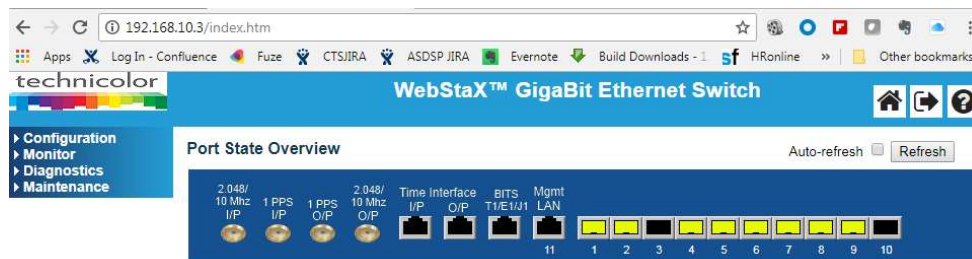 192.168.10.3/index.htm
Apps Log In - Confluence Fuze CTSJIRA ASDSP JIRA Evernote Build Downloads - 1 sf HRonline » Other bookmarks
technicolor
WebStaX™ GigaBit Ethernet Switch
Configuration
Monitor
Diagnostics
Maintenance
Port State Overview
Auto-refresh Refresh
2.048/ 10 Mhz I/P
1 PPS I/P
1 PPS O/P
2.048/ 10 Mhz O/P
Time Interface
I/P O/P
BITS T1/E1/J1
Mgmt LAN
11 1 2 3 4 5 6 7 8 9 10